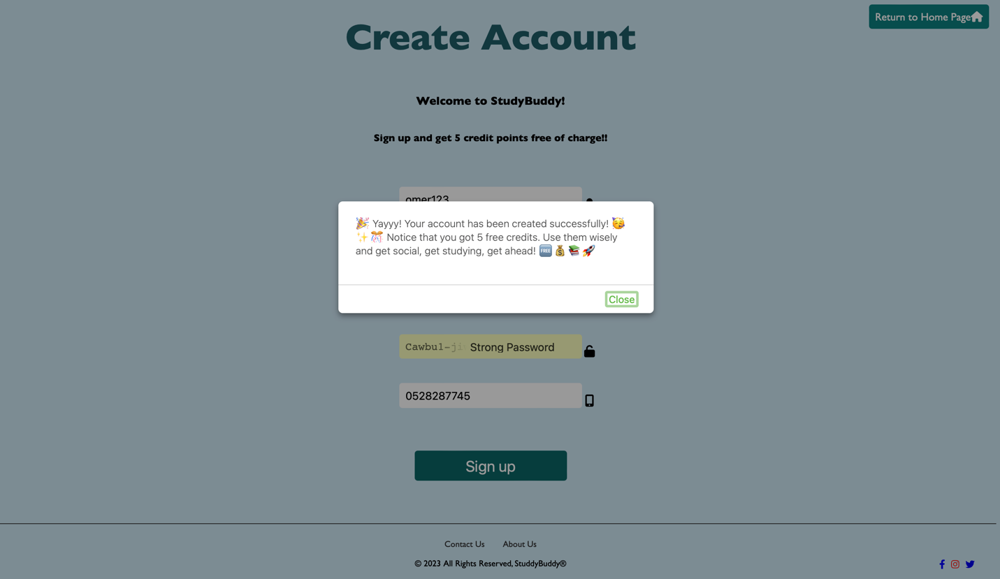 Return to Home Page
Create Account
Welcome to StudyBuddy!
Sign up and get 5 credit points free of charge!!
omer123
🎉 Yayyy! Your account has been created successfully! 🥳
✨🎊 Notice that you got 5 free credits. Use them wisely
and get social, get studying, get ahead! 🆓💰📚🚀
Close
Strong Password
0528287745
Sign up
Contact Us About Us
© 2023 All Rights Reserved, StuddyBuddy®